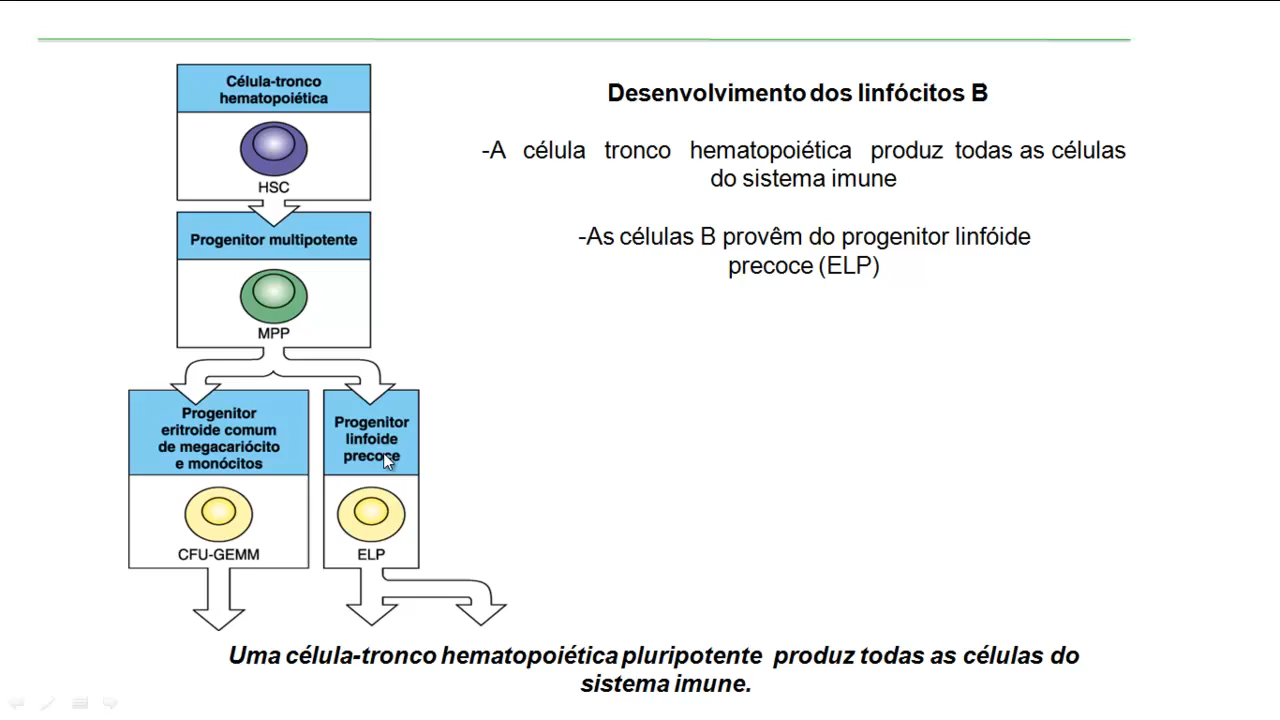 Célula-tronco
hematopoiética
HSC
Progenitor multipotente
MPP
Progenitor
eritroide comum
de megacariócito
e monócitos
CFU-GEMM
Progenitor
linfoide
precoce
ELP
Desenvolvimento dos linfócitos B
-A célula tronco hematopoiética produz todas as células
do sistema imune
-As células B provêm do progenitor linfóide
precoce (ELP)
Uma célula-tronco hematopoiética pluripotente produz todas as células do
sistema imune.